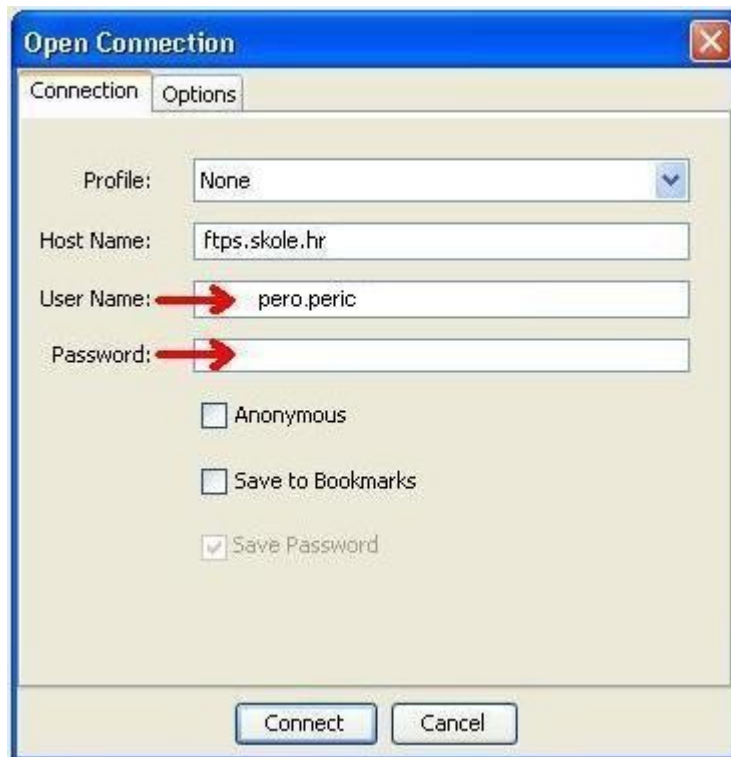 Open Connection
Connection Options
Profile: None
Host Name: ftps.skole.hr
User Name: pero.peric
Password:
Anonymous
Save to Bookmarks
Save Password
Connect Cancel